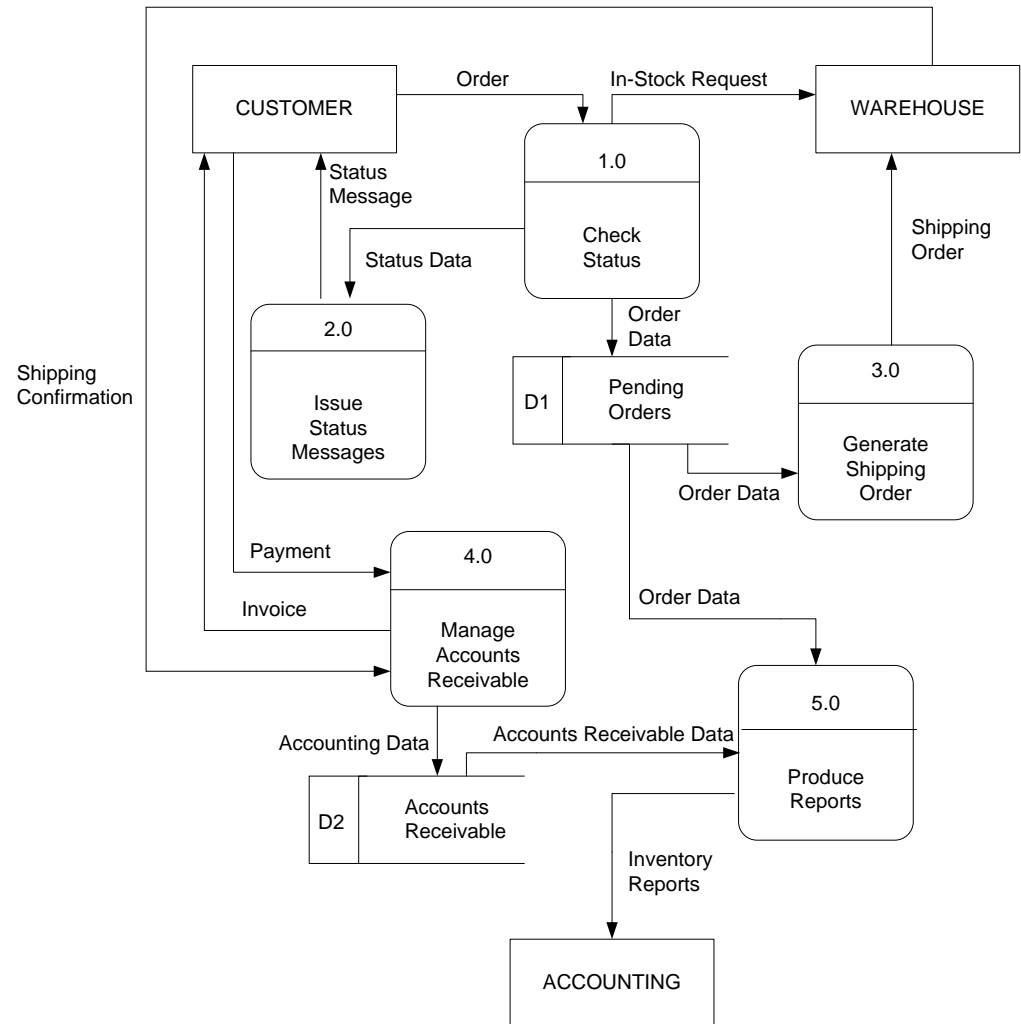 Order
In-Stock Request
CUSTOMER
WAREHOUSE
1.0
Status
Message
Check
Status
Shipping
Order
Status Data
2.0
Order
Data
3.0
Shipping
Confirmation
Issue
Status
Messages
D1
Pending
Orders
Generate
Shipping
Order
Order Data
Payment
4.0
Invoice
Order Data
Manage
Accounts
Receivable
5.0
Accounting Data
Accounts Receivable Data
Produce
Reports
D2
Accounts
Receivable
Inventory
Reports
ACCOUNTING